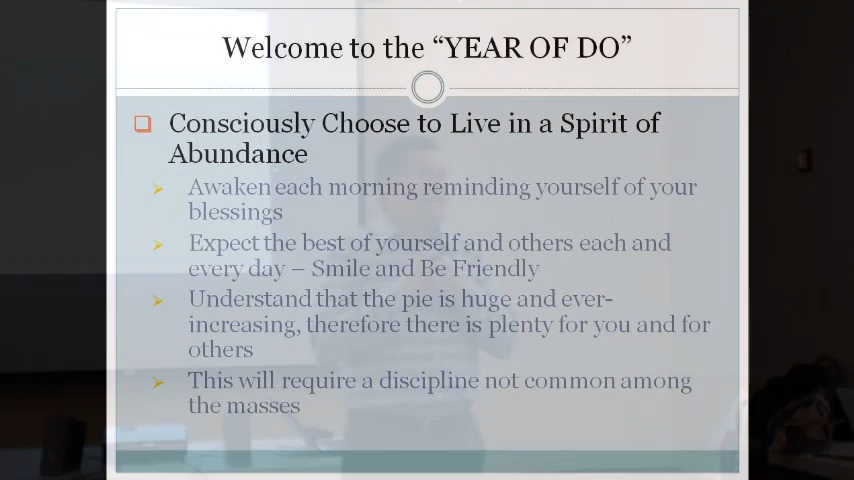 Welcome to the “YEAR OF DO”
Consciously Choose to Live in a Spirit of
Abundance
Awaken each morning reminding yourself of your
blessings
Expect the best of yourself and others each and
every day – Smile and Be Friendly
Understand that the pie is huge and ever-
increasing, therefore there is plenty for you and for
others
This will require a discipline not common among
the masses